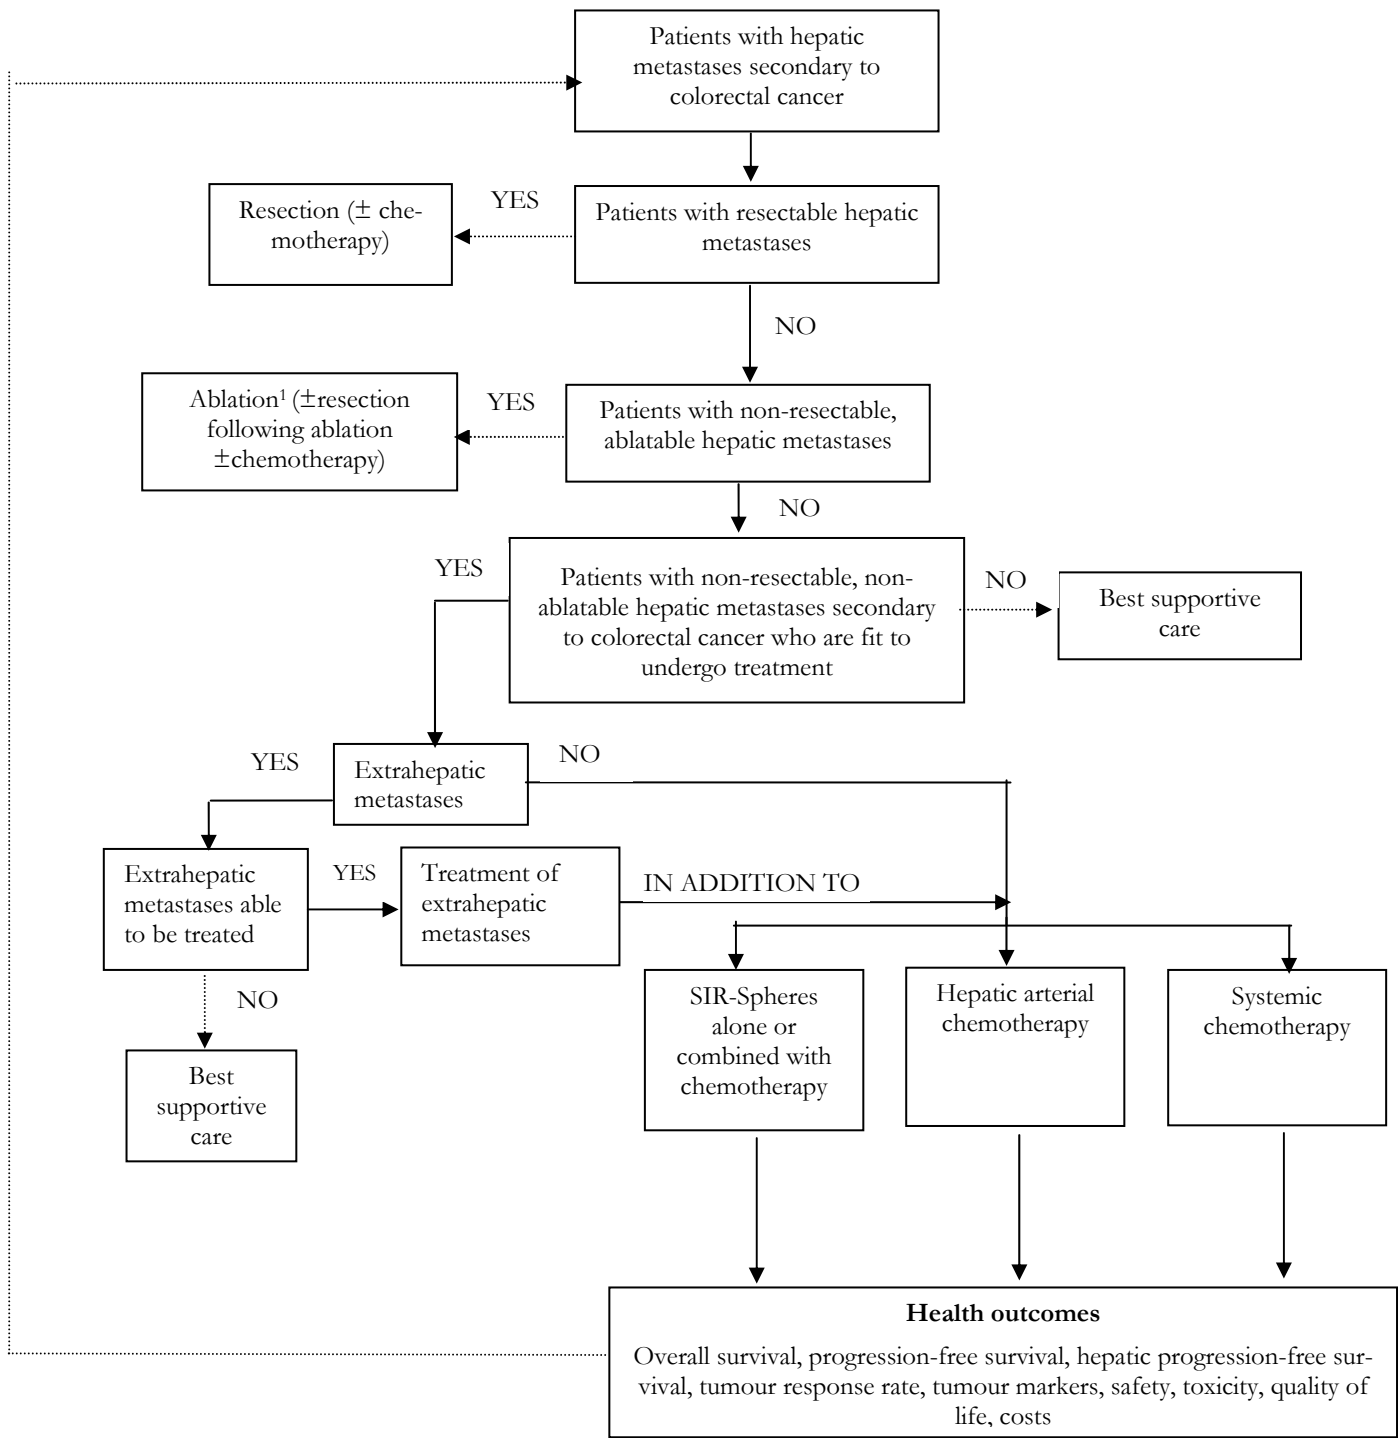 Patients with hepatic
metastases secondary to
colorectal cancer
Resection (± che-
motherapy)
YES
Patients with resectable hepatic
metastases
NO
Ablation¹ (±resection
following ablation
±chemotherapy)
YES
Patients with non-resectable,
ablatable hepatic metastases
NO
YES
Patients with non-resectable, non-
ablatable hepatic metastases secondary
to colorectal cancer who are fit to
undergo treatment
NO
Best supportive
care
YES
Extrahepatic
metastases
NO
Extrahepatic
metastases able
to be treated
YES
Treatment of
extrahepatic
metastases
IN ADDITION TO
NO
Best
supportive
care
SIR-Spheres
alone or
combined with
chemotherapy
Hepatic arterial
chemotherapy
Systemic
chemotherapy
Health outcomes
Overall survival, progression-free survival, hepatic progression-free sur-
vival, tumour response rate, tumour markers, safety, toxicity, quality of
life, costs